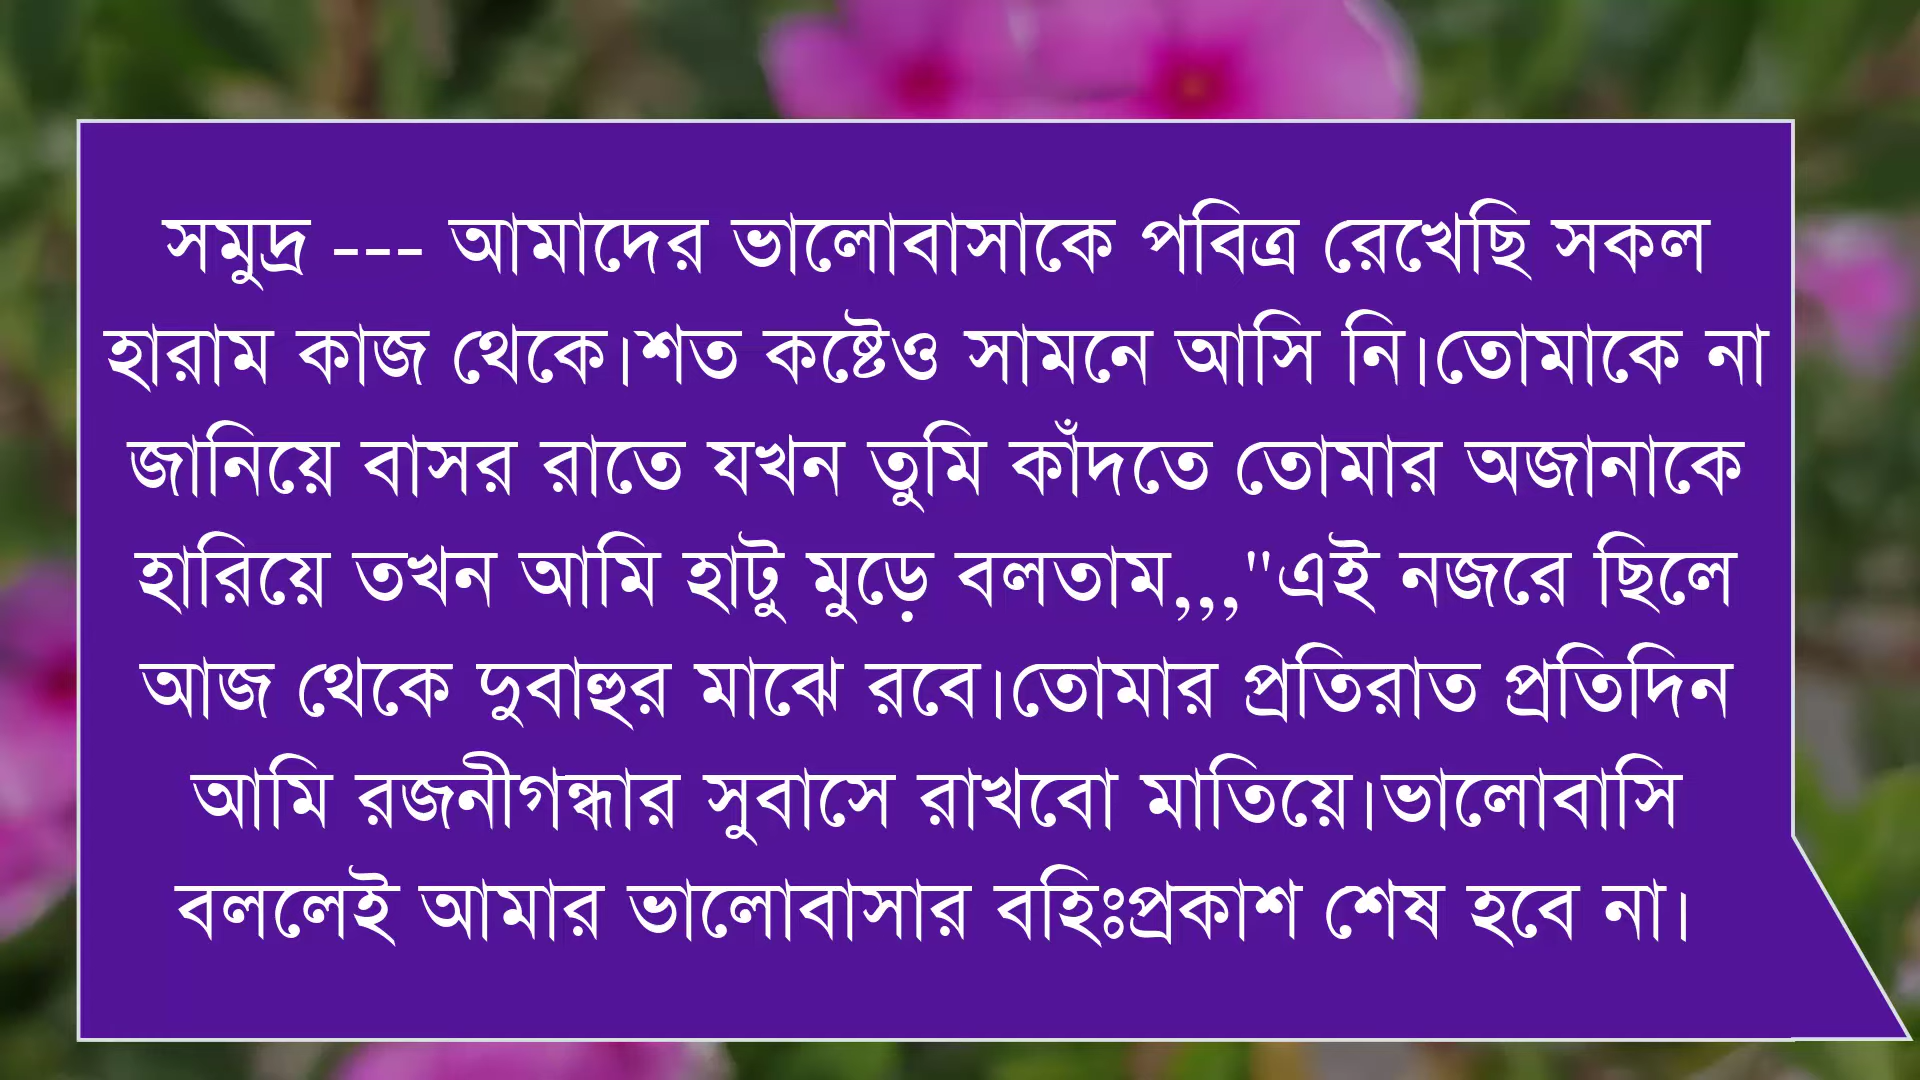 সমুদ্র --- আমাদের ভালোবাসাকে পবিত্র রেখেছি সকল
হারাম কাজ থেকে।শত কষ্টেও সামনে আসি নি।তোমাকে না
জানিয়ে বাসর রাতে যখন তুমি কাঁদতে তোমার অজানাকে
হারিয়ে তখন আমি হাটু মুড়ে বলতাম,,,"এই নজরে ছিলে
আজ থেকে দুবাহুর মাঝে রবে।তোমার প্রতিরাত প্রতিদিন
আমি রজনীগন্ধার সুবাসে রাখবো মাতিয়ে।ভালোবাসি
বললেই আমার ভালোবাসার বহিঃপ্রকাশ শেষ হবে না।